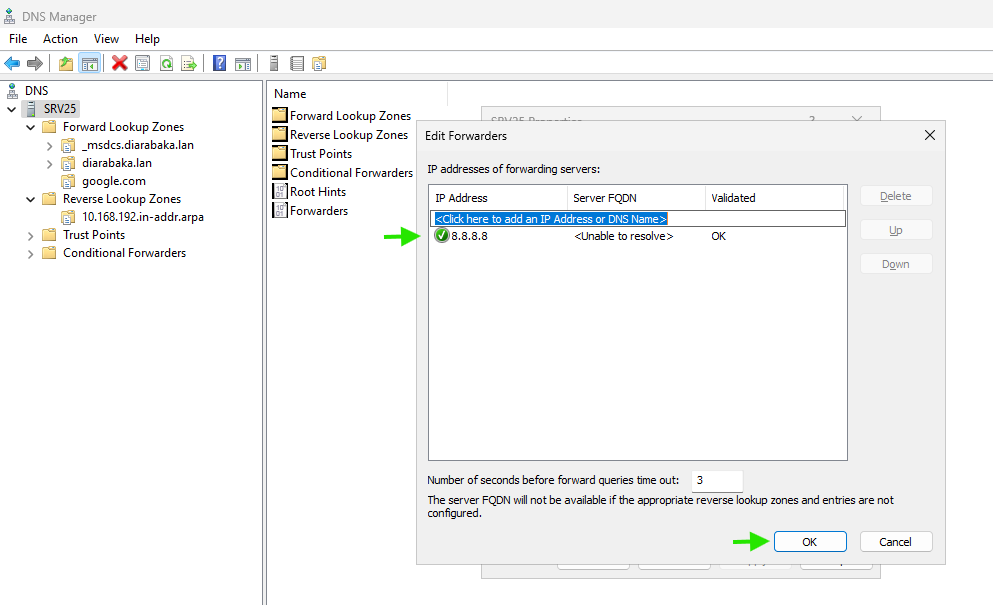 DNS Manager
File Action View Help
DNS
SRV25
Forward Lookup Zones
_msdcs.diarabaka.lan
diarabaka.lan
google.com
Reverse Lookup Zones
10.168.192.in-addr.arpa
Trust Points
Conditional Forwarders
Name
Forward Lookup Zones
Reverse Lookup Zones
Trust Points
Conditional Forwarders
Root Hints
Forwarders
SRV25 Properties
Edit Forwarders
IP addresses of forwarding servers:
IP Address Server FQDN Validated
<Click here to add an IP Address or DNS Name>
8.8.8.8 <Unable to resolve> OK
Delete
Up
Down
Number of seconds before forward queries time out: 3
The server FQDN will not be available if the appropriate reverse lookup zones and entries are not
configured.
OK Cancel